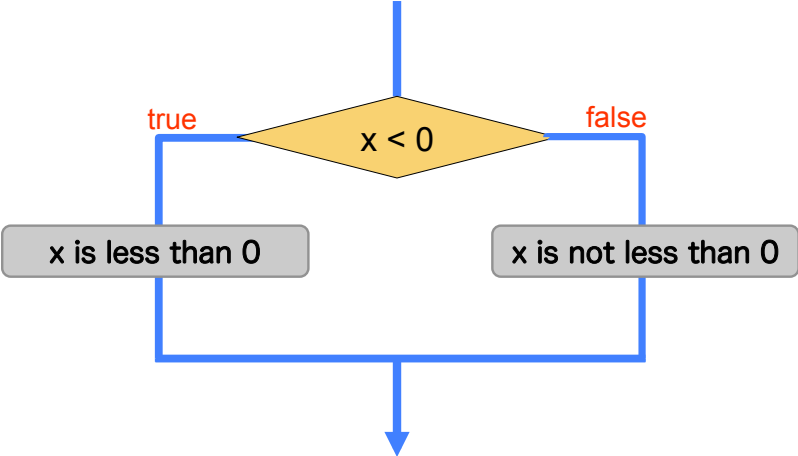 true
false
x < 0
x is less than 0
x is not less than 0